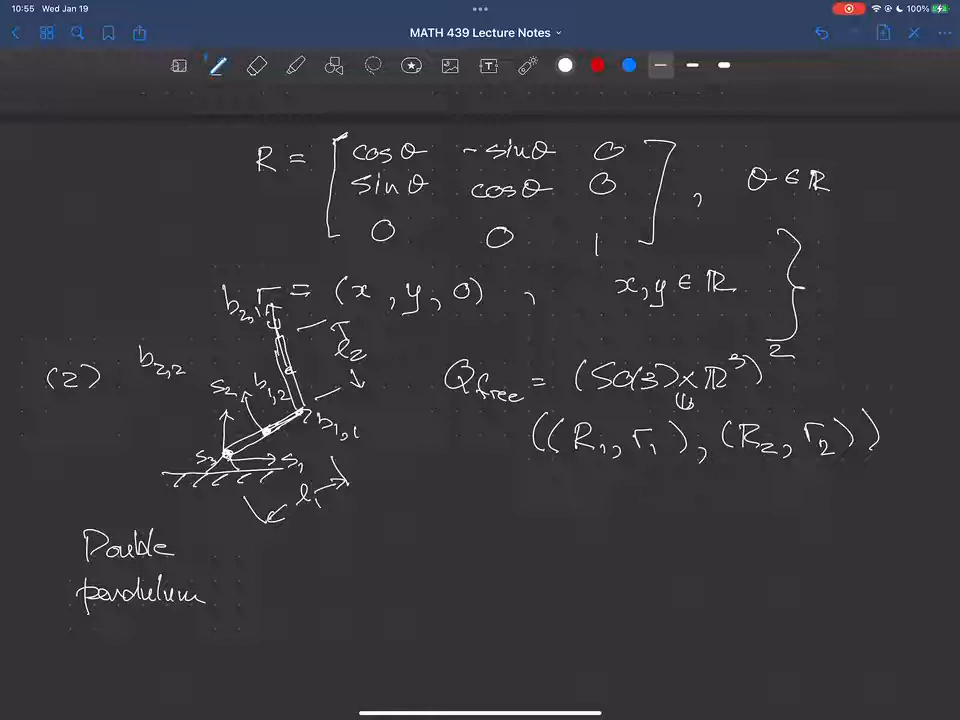 10:55 Wed Jan 19
100%
MATH 439 Lecture Notes
R = [ cos θ -sin θ 0
sin θ cos θ 0 , θ ∈ ℝ
0 0 1 ]
r = (x, y, 0) , x, y ∈ ℝ }
(2) b₂,₂ b₂,₁ l₂ Q_free = (SO(3) × ℝ³)²
s₂ b₁,₂ b₁,₁ ((R₁, r₁), (R₂, r₂))
s₃ s₁
l₁
Double
pendulum